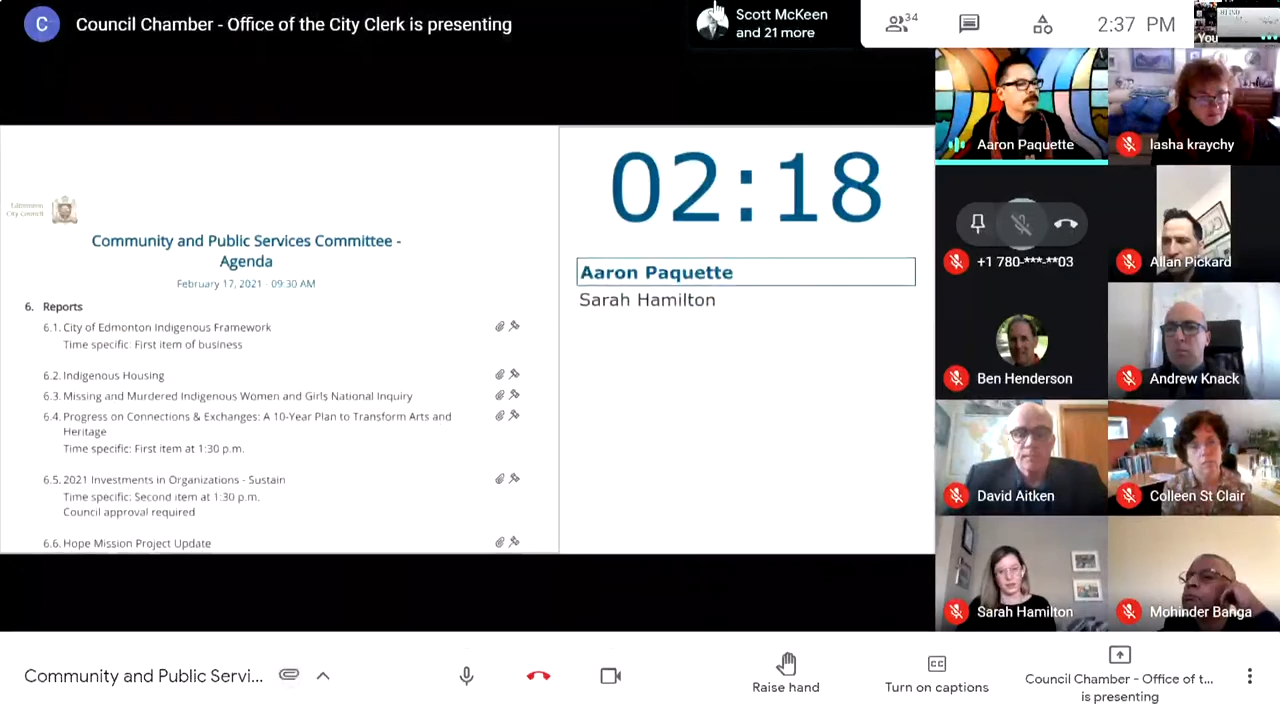 C
Council Chamber - Office of the City Clerk is presenting
Scott McKeen
and 21 more
34
2:37 PM
You
Edmonton
City Council
Community and Public Services Committee -
Agenda
February 17, 2021 - 09:30 AM
6. Reports
6.1. City of Edmonton Indigenous Framework
Time specific: First item of business
6.2. Indigenous Housing
6.3. Missing and Murdered Indigenous Women and Girls National Inquiry
6.4. Progress on Connections & Exchanges: A 10-Year Plan to Transform Arts and
Heritage
Time specific: First item at 1:30 p.m.
6.5. 2021 Investments in Organizations - Sustain
Time specific: Second item at 1:30 p.m.
Council approval required
6.6. Hope Mission Project Update
02:18
Aaron Paquette
Sarah Hamilton
Aaron Paquette
lasha kraychy
+1 780-***-**03
Allan Pickard
Ben Henderson
Andrew Knack
David Aitken
Colleen St Clair
Sarah Hamilton
Mohinder Banga
Community and Public Servi...
Raise hand
CC
Turn on captions
Council Chamber - Office of t...
is presenting